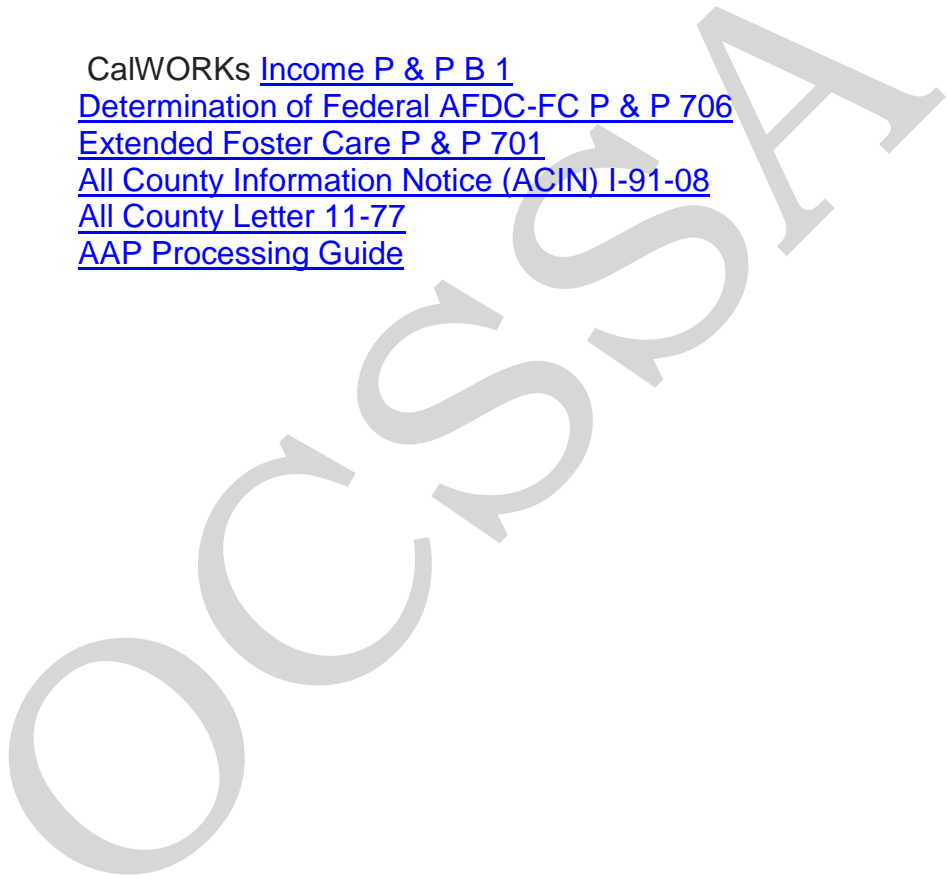 CalWORKs Income P & P B 1
Determination of Federal AFDC-FC P & P 706
Extended Foster Care P & P 701
All County Information Notice (ACIN) I-91-08
All County Letter 11-77
AAP Processing Guide
OCSSA